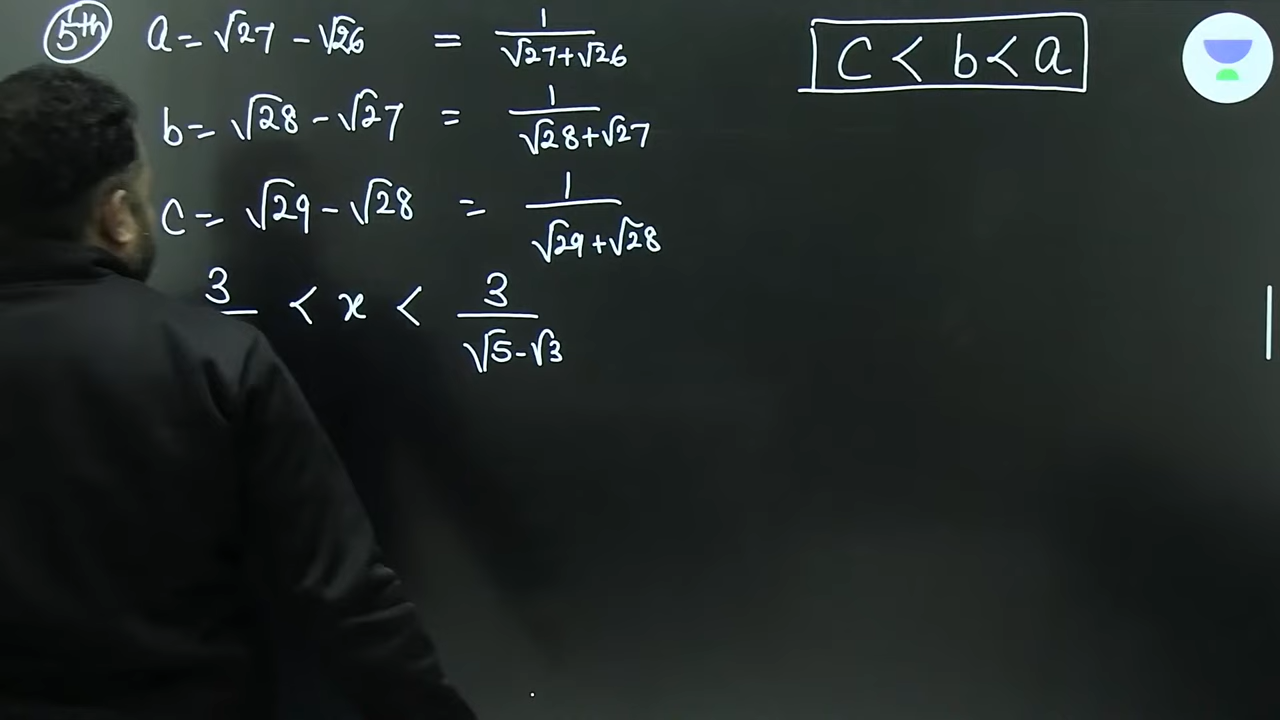 5th a = √27 - √26 = 1/(√27+√26)
C < b < a
b = √28 - √27 = 1/(√28+√27)
C = √29 - √28 = 1/(√29+√28)
3 < x < 3/(√5-√3)